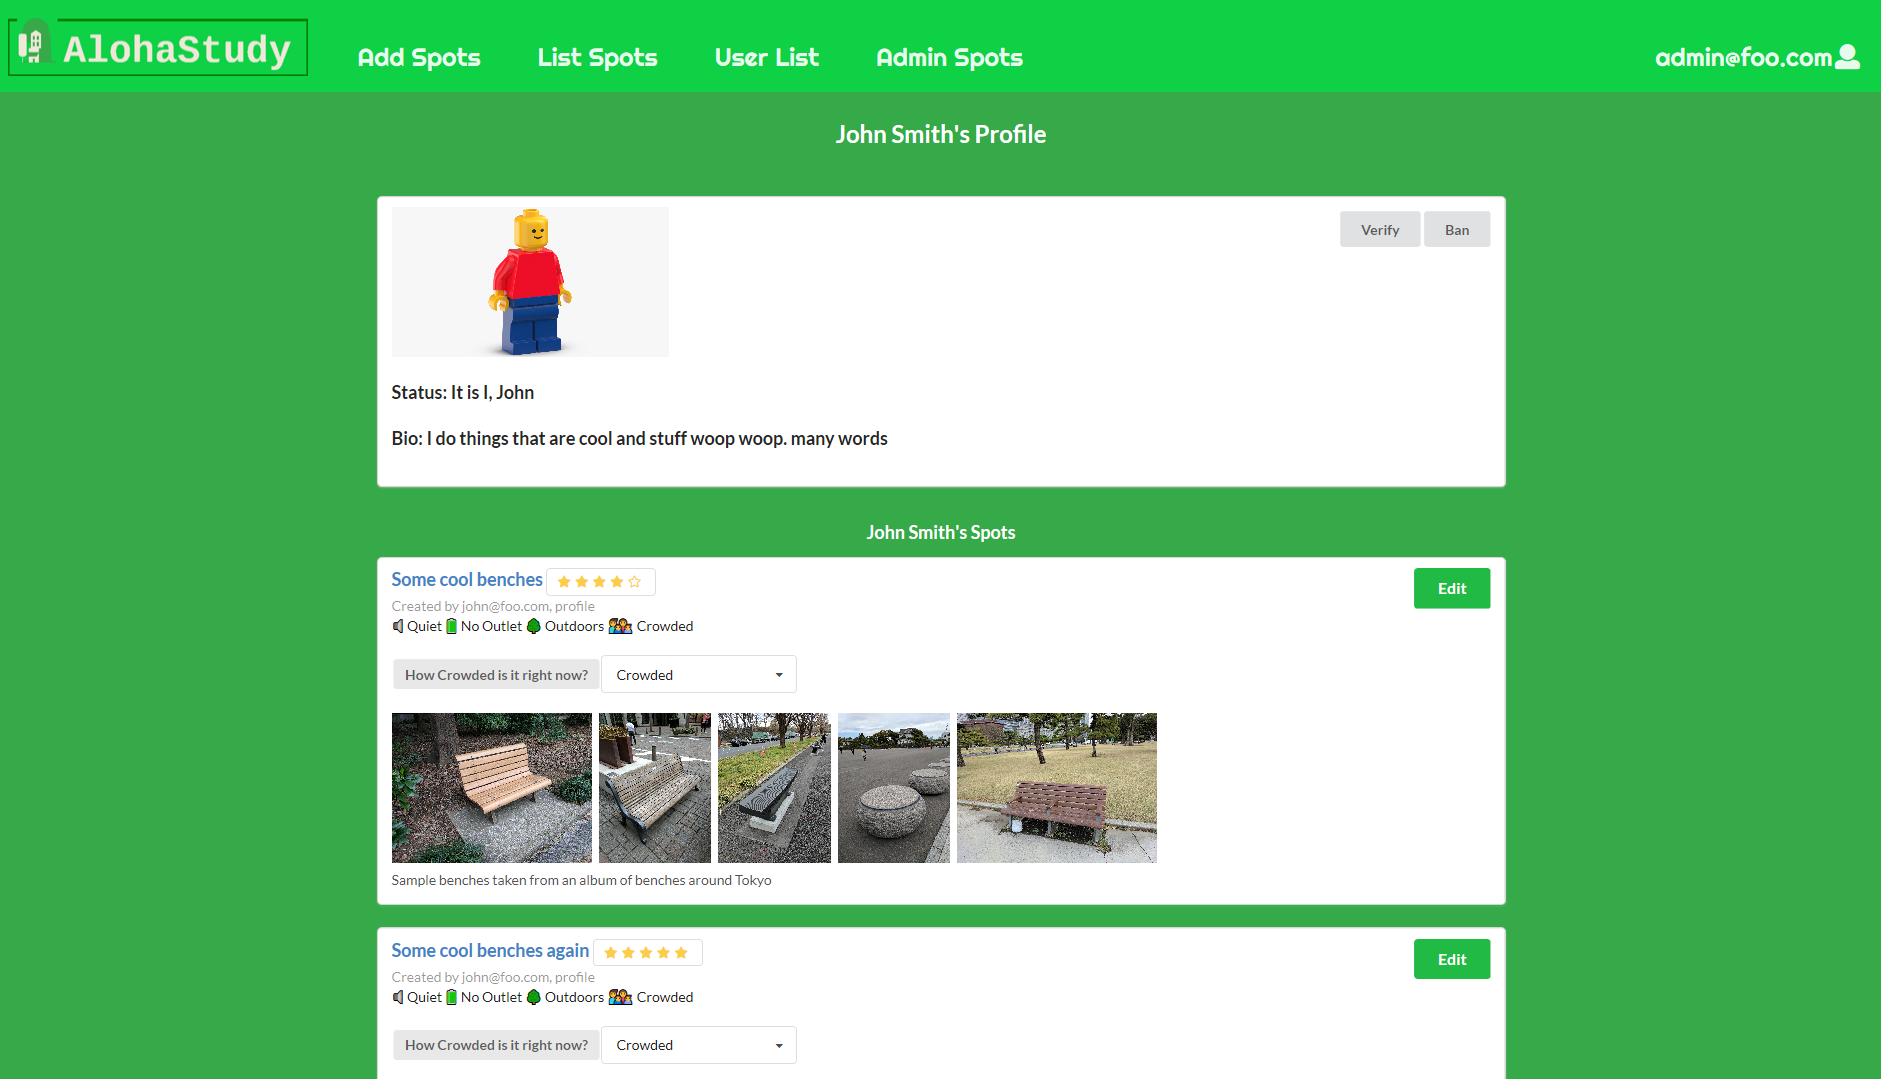 AlohaStudy
Add Spots
List Spots
User List
Admin Spots
admin@foo.com
John Smith's Profile
Verify
Ban
Status: It is I, John
Bio: I do things that are cool and stuff woop woop. many words
John Smith's Spots
Some cool benches
Edit
Created by john@foo.com, profile
Quiet No Outlet Outdoors Crowded
How Crowded is it right now? Crowded
Sample benches taken from an album of benches around Tokyo
Some cool benches again
Edit
Created by john@foo.com, profile
Quiet No Outlet Outdoors Crowded
How Crowded is it right now? Crowded